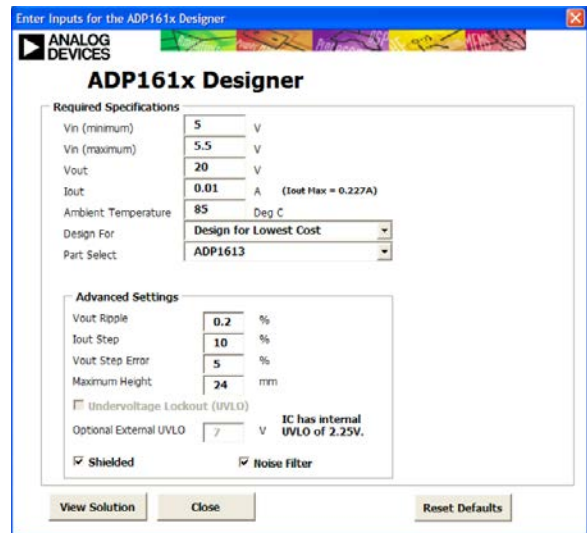 Enter Inputs for the ADP161x Designer
ANALOG
DEVICES
ADP161x Designer
Required Specifications
Vin (minimum) 5 V
Vin (maximum) 5.5 V
Vout 20 V
Iout 0.01 A (Iout Max = 0.227A)
Ambient Temperature 85 Deg C
Design For Design for Lowest Cost
Part Select ADP1613
Advanced Settings
Vout Ripple 0.2 %
Iout Step 10 %
Vout Step Error 5 %
Maximum Height 24 mm
Undervoltage Lockout (UVLO)
Optional External UVLO 7 V
IC has internal
UVLO of 2.25V.
Shielded Noise Filter
View Solution Close Reset Defaults